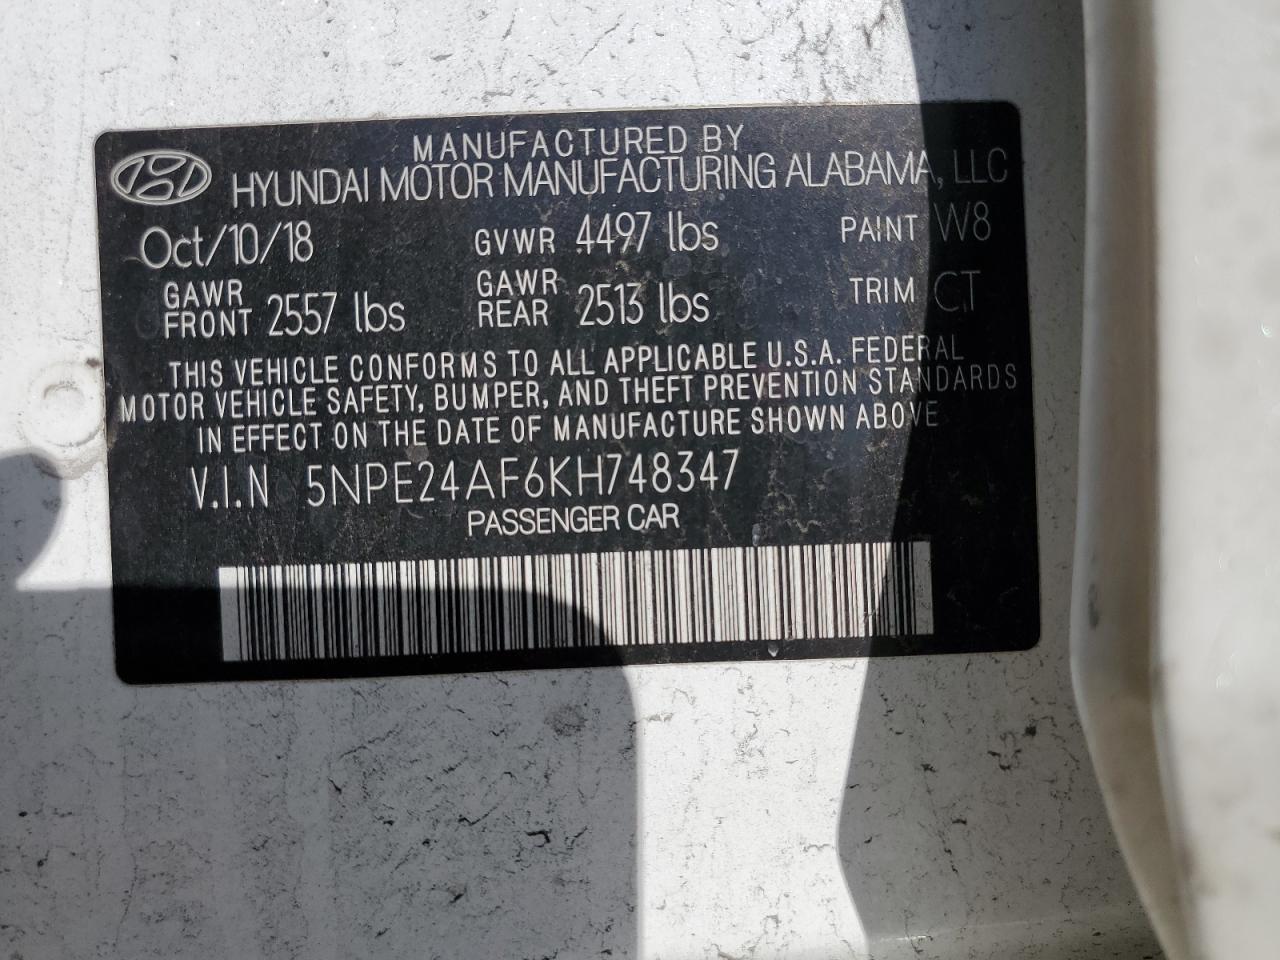 MANUFACTURED BY
HYUNDAI MOTOR MANUFACTURING ALABAMA, LLC
Oct/10/18 GVWR 4497 lbs PAINT W8
GAWR FRONT 2557 lbs GAWR REAR 2513 lbs TRIM CT
THIS VEHICLE CONFORMS TO ALL APPLICABLE U.S.A. FEDERAL
MOTOR VEHICLE SAFETY, BUMPER, AND THEFT PREVENTION STANDARDS
IN EFFECT ON THE DATE OF MANUFACTURE SHOWN ABOVE
V.I.N 5NPE24AF6KH748347
PASSENGER CAR